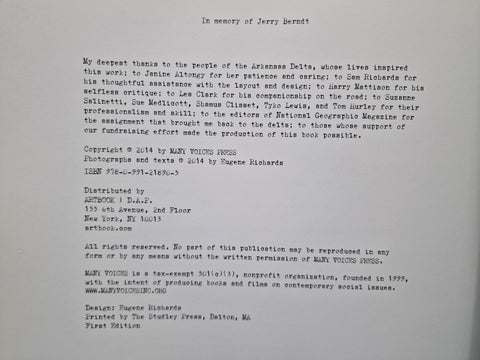 In memory of Jerry Berndt
My deepest thanks to the people of the Arkansas Delta, whose lives inspired
this work; to Janine Altongy for her patience and caring; to Sam Richards for
his thoughtful assistance with the layout and design; to Harry Mattison for his
selfless critique; to Les Clark for his companionship on the road; to Suzanne
Salinetti, Sue Medlicott, Shamus Clisset, Tyko Lewis, and Tom Hurley for their
professionalism and skill; to the editors of National Geographic Magazine for
the assignment that brought me back to the delta; to those whose support of
our fundraising effort made the production of this book possible.
Copyright © 2014 by MANY VOICES PRESS
Photographs and texts © 2014 by Eugene Richards
ISBN 978-0-991-21890-5
Distributed by
ARTBOOK | D.A.P.
155 6th Avenue, 2nd Floor
New York, NY 10013
artbook.com
All rights reserved. No part of this publication may be reproduced in any
form or by any means without the written permission of MANY VOICES PRESS.
MANY VOICES is a tax-exempt 501(c)(3), nonprofit organization, founded in 1999,
with the intent of producing books and films on contemporary social issues.
WWW.MANYVOICESINC.ORG
Design: Eugene Richards
Printed by The Studley Press, Dalton, MA
First Edition